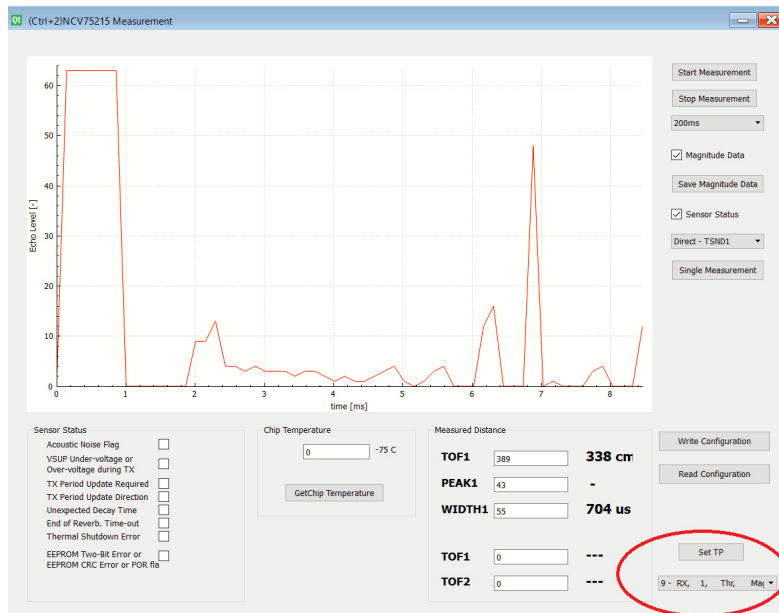 (Ctrl+2)NCV75215 Measurement
Start Measurement
Stop Measurement
200ms
Magnitude Data
Save Magnitude Data
Sensor Status
Direct - TSND1
Single Measurement
Echo Level [-]
60
50
40
30
20
10
0
0 1 2 3 4 5 6 7 8
time [ms]
Sensor Status
Acoustic Noise Flag
VSUP Under-voltage or
Over-voltage during TX
TX Period Update Required
TX Period Update Direction
Unexpected Decay Time
End of Reverb. Time-out
Thermal Shutdown Error
EEPROM Two-Bit Error or
EEPROM CRC Error or POR fla
Chip Temperature
0 -75 C
GetChip Temperature
Measured Distance
TOF1 389 338 cm
PEAK1 43 -
WIDTH1 55 704 us
TOF1 0 ---
TOF2 0 ---
Write Configuration
Read Configuration
Set TP
9 - RX, 1, Thr, Mag